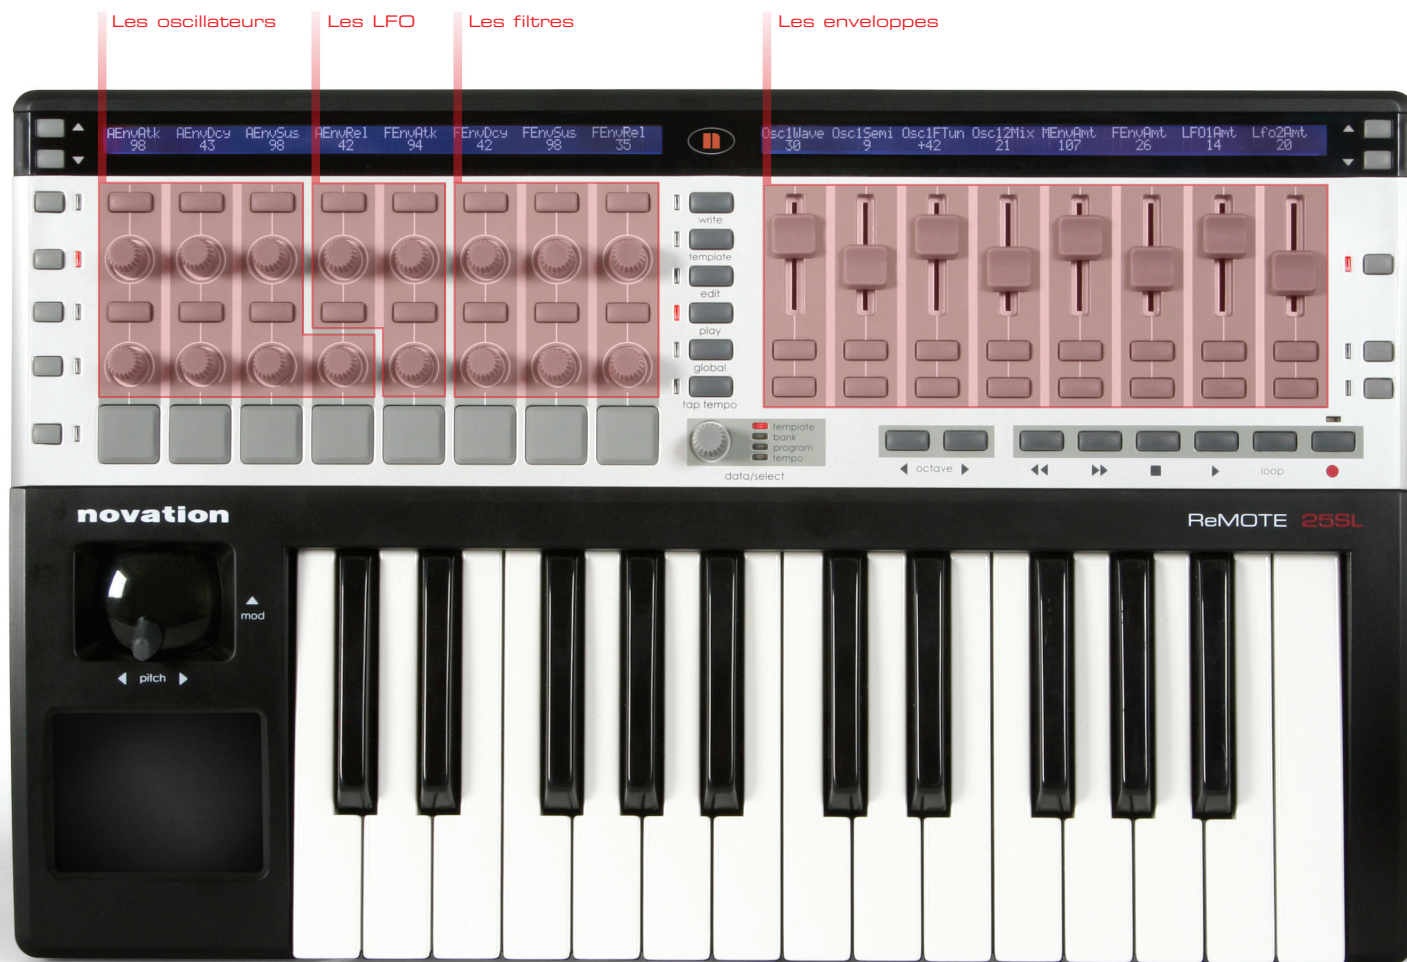 Les oscillateurs Les LFO Les filtres Les enveloppes
AEnvAtk AEnvDcy AEnvSus AEnvRel FEnvAtk FEnvDcy FEnvSus FEnvRel
98 43 98 42 94 42 98 35
Osc1Wave Osc1Semi Osc1FTun Osc12Mix MEnvAmt FEnvAmt LFO1Amt Lfo2Amt
30 9 +42 21 107 26 14 20
write
template
edit
play
global
tap tempo
template
bank
program
tempo
data/select
octave
loop
novation
ReMOTE 25SL
mod
pitch